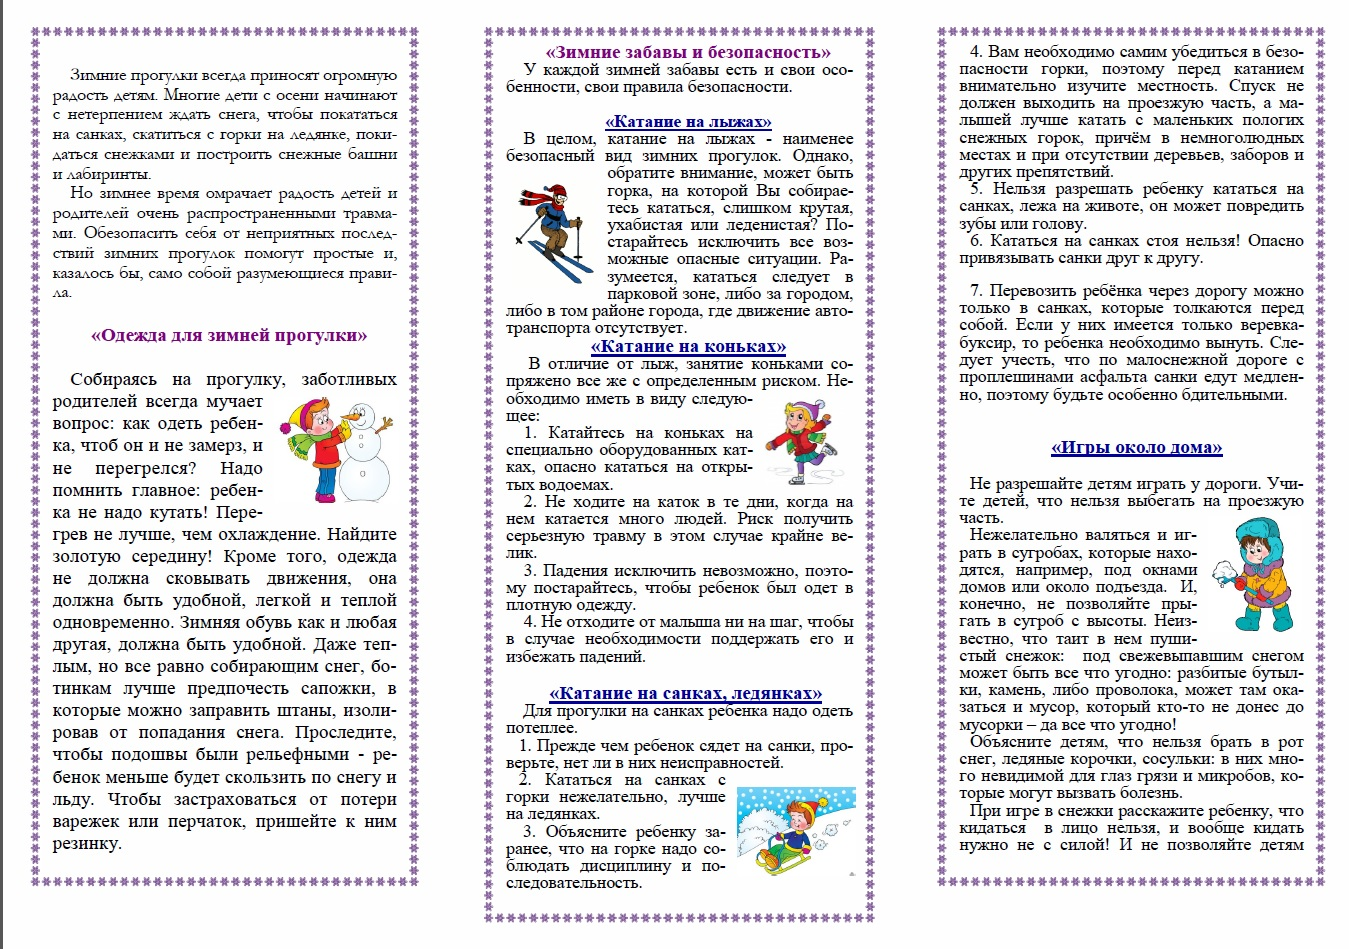 Зимние прогулки всегда приносят огромную
радость детям. Многие дети с осени начинают
с нетерпением ждать снега, чтобы покататься
на санках, скатиться с горки на ледянке, поки-
даться снежками и построить снежные башни
и лабиринты.
Но зимнее время омрачает радость детей и
родителей очень распространенными травма-
ми. Обезопасить себя от неприятных послед-
ствий зимних прогулок помогут простые и,
казалось бы, само собой разумеющиеся прави-
ла.
«Одежда для зимней прогулки»
Собираясь на прогулку, заботливых
родителей всегда мучает
вопрос: как одеть ребен-
ка, чтоб он и не замерз, и
не перегрелся? Надо
помнить главное: ребен-
ка не надо кутать! Пере-
грев не лучше, чем охлаждение. Найдите
золотую середину! Кроме того, одежда
не должна сковывать движения, она
должна быть удобной, легкой и теплой
одновременно. Зимняя обувь как и любая
другая, должна быть удобной. Даже теп-
лым, но все равно собирающим снег, бо-
тинкам лучше предпочесть сапожки, в
которые можно заправить штаны, изоли-
ровав от попадания снега. Проследите,
чтобы подошвы были рельефными - ре-
бенок меньше будет скользить по снегу и
льду. Чтобы застраховаться от потери
варежек или перчаток, пришейте к ним
резинку.
«Зимние забавы и безопасность»
У каждой зимней забавы есть и свои осо-
бенности, свои правила безопасности.
«Катание на лыжах»
В целом, катание на лыжах - наименее
безопасный вид зимних прогулок. Однако,
обратите внимание, может быть
горка, на которой Вы собирае-
тесь кататься, слишком крутая,
ухабистая или леденистая? По-
старайтесь исключить все воз-
можные опасные ситуации. Ра-
зумеется, кататься следует в
парковой зоне, либо за городом,
либо в том районе города, где движение авто-
транспорта отсутствует.
«Катание на коньках»
В отличие от лыж, занятие коньками со-
пряжено все же с определенным риском. Не-
обходимо иметь в виду следую-
щее:
1. Катайтесь на коньках на
специально оборудованных кат-
ках, опасно кататься на откры-
тых водоемах.
2. Не ходите на каток в те дни, когда на
нем катается много людей. Риск получить
серьезную травму в этом случае крайне ве-
лик.
3. Падания исключить невозможно, поэто-
му постарайтесь, чтобы ребенок был одет в
плотную одежду.
4. Не отходите от малыша ни на шаг, чтобы
в случае необходимости поддержать его и
избежать падений.
«Катание на санках, ледянках»
Для прогулки на санках ребенка надо одеть
потеплее.
1. Прежде чем ребенок сядет на санки, про-
верьте, нет ли в них неисправностей.
2. Кататься на санках с
горки нежелательно, лучше
на ледянках.
3. Объясните ребенку за-
ранее, что на горке надо со-
блюдать дисциплину и по-
следовательность.
4. Вам необходимо самим убедиться в безо-
пасности горки, поэтому перед катанием
внимательно изучите местность. Спуск не
должен выходить на проезжую часть, а ма-
лышей лучше катать с маленьких пологих
снежных горок, причём в немноголюдных
местах и при отсутствии деревьев, заборов и
других препятствий.
5. Нельзя разрешать ребенку кататься на
санках, лежа на животе, он может повредить
зубы или голову.
6. Кататься на санках стоя нельзя! Опасно
привязывать санки друг к другу.
7. Перевозить ребёнка через дорогу можно
только в санках, которые толкаются перед
собой. Если у них имеется только веревка-
буксир, то ребенка необходимо вынуть. Сле-
дует учесть, что по малоснежной дороге с
проплешинами асфальта санки едут медлен-
но, поэтому будьте особенно бдительными.
«Игры около дома»
Не разрешайте детям играть у дороги. Учи-
те детей, что нельзя выбегать на проезжую
часть.
Нежелательно валяться и иг-
рать в сугробах, которые нахо-
дятся, например, под окнами
домов или около подъезда. И,
конечно, не позволяйте пры-
гать в сугроб с высоты. Неиз-
вестно, что таит в нем пуши-
стый снежок: под свежевыпавшим снегом
может быть все что угодно: разбитые бутыл-
ки, камень, либо проволока, может там ока-
заться и мусор, который кто-то не донес до
мусорки – да все что угодно!
Объясните детям, что нельзя брать в рот
снег, ледяные корочки, сосульки: в них мно-
го невидимой для глаз грязи и микробов, ко-
торые могут вызвать болезнь.
При игре в снежки расскажите ребенку, что
кидаться в лицо нельзя, и вообще кидать
нужно не с силой! И не позволяйте детям